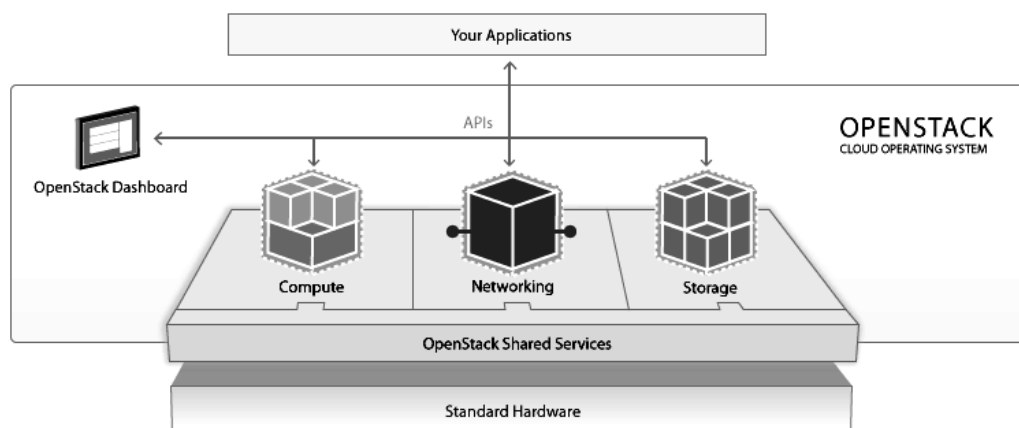 Your Applications
APIs
OPENSTACK
CLOUD OPERATING SYSTEM
OpenStack Dashboard
Compute
Networking
Storage
OpenStack Shared Services
Standard Hardware